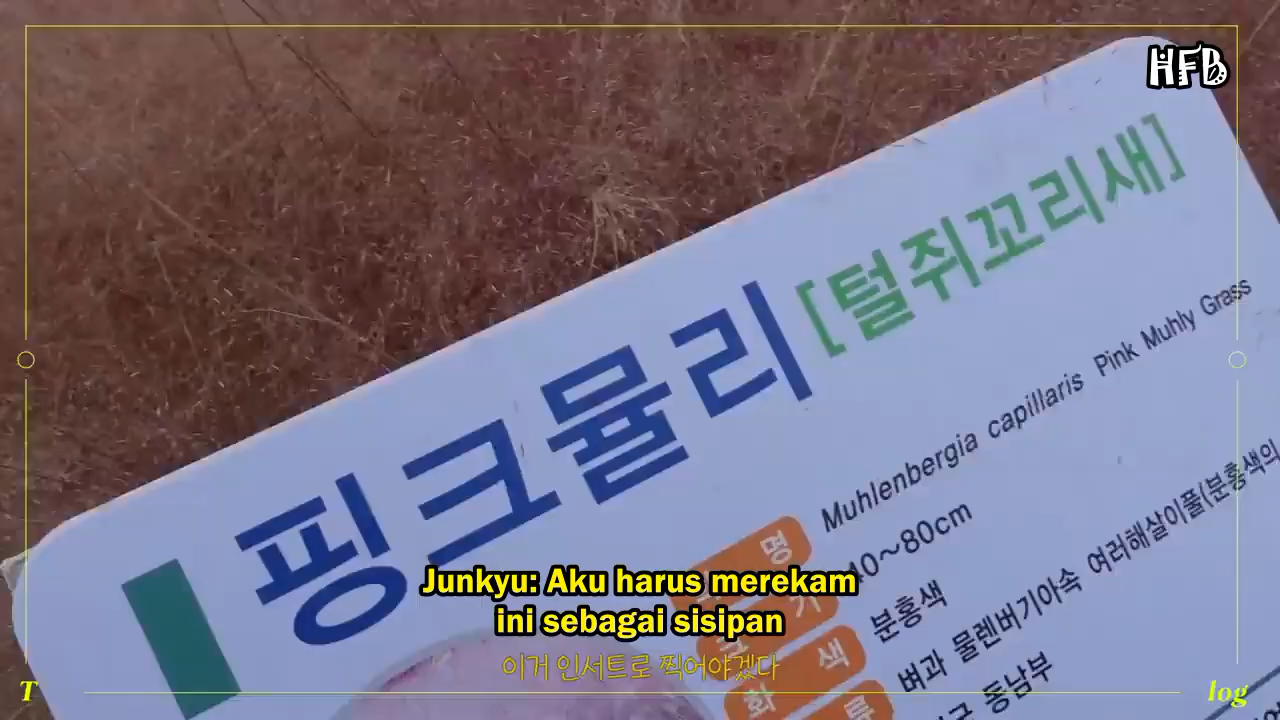 HFB
핑크뮬리 [털쥐꼬리새]
Muhlenbergia capillaris Pink Muhly Grass
40~80cm
분홍색
벼과 뮬렌버기아속 여러해살이풀(분홍색의
동남부
Junkyu: Aku harus merekam
ini sebagai sisipan
이거 인서트로 찍어야겠다
T
log